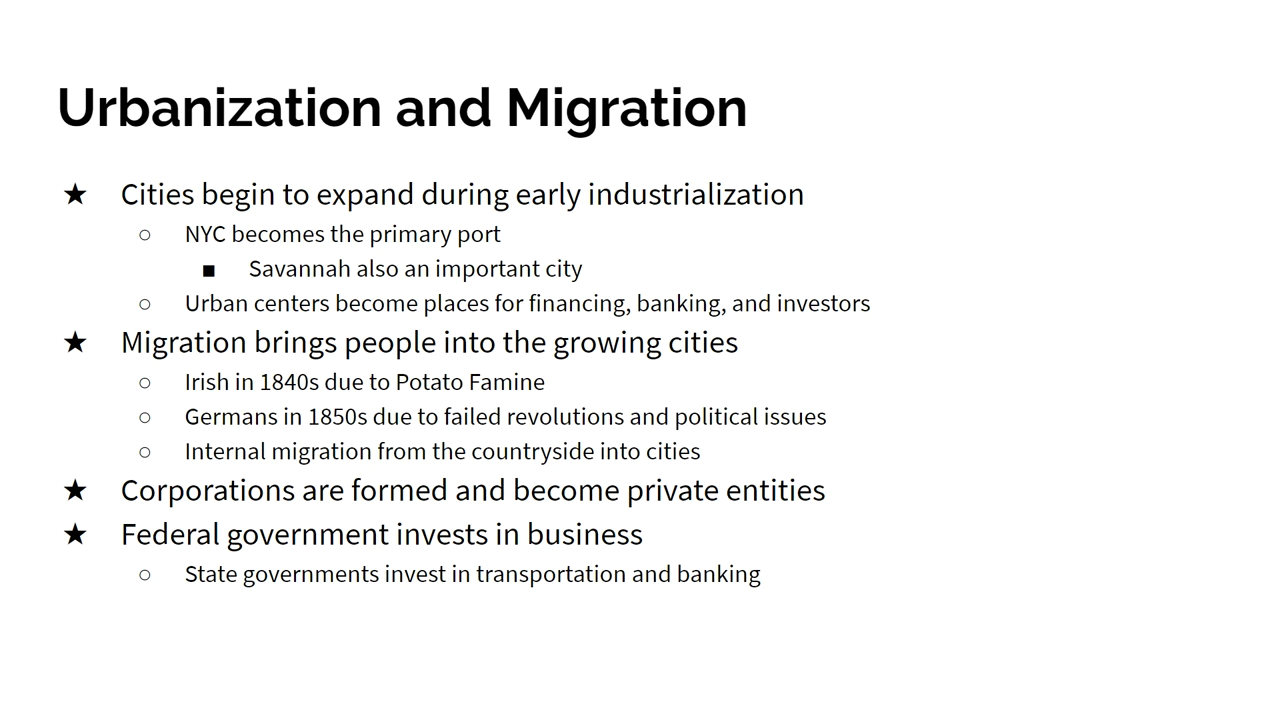 Urbanization and Migration
★ Cities begin to expand during early industrialization
○ NYC becomes the primary port
■ Savannah also an important city
○ Urban centers become places for financing, banking, and investors
★ Migration brings people into the growing cities
○ Irish in 1840s due to Potato Famine
○ Germans in 1850s due to failed revolutions and political issues
○ Internal migration from the countryside into cities
★ Corporations are formed and become private entities
★ Federal government invests in business
○ State governments invest in transportation and banking